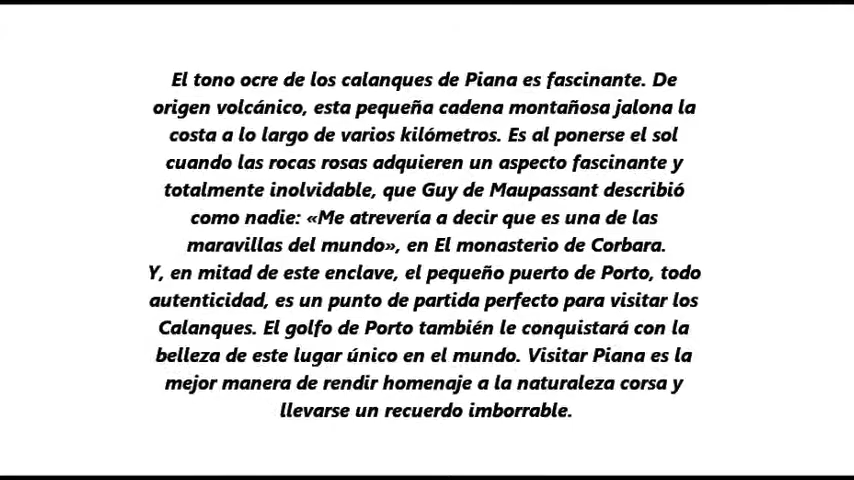 El tono ocre de los calanques de Piana es fascinante. De
origen volcánico, esta pequeña cadena montañosa jalona la
costa a lo largo de varios kilómetros. Es al ponerse el sol
cuando las rocas rosas adquieren un aspecto fascinante y
totalmente inolvidable, que Guy de Maupassant describió
como nadie: «Me atrevería a decir que es una de las
maravillas del mundo», en El monasterio de Corbara.
Y, en mitad de este enclave, el pequeño puerto de Porto, todo
autenticidad, es un punto de partida perfecto para visitar los
Calanques. El golfo de Porto también le conquistará con la
belleza de este lugar único en el mundo. Visitar Piana es la
mejor manera de rendir homenaje a la naturaleza corsa y
llevarse un recuerdo imborrable.